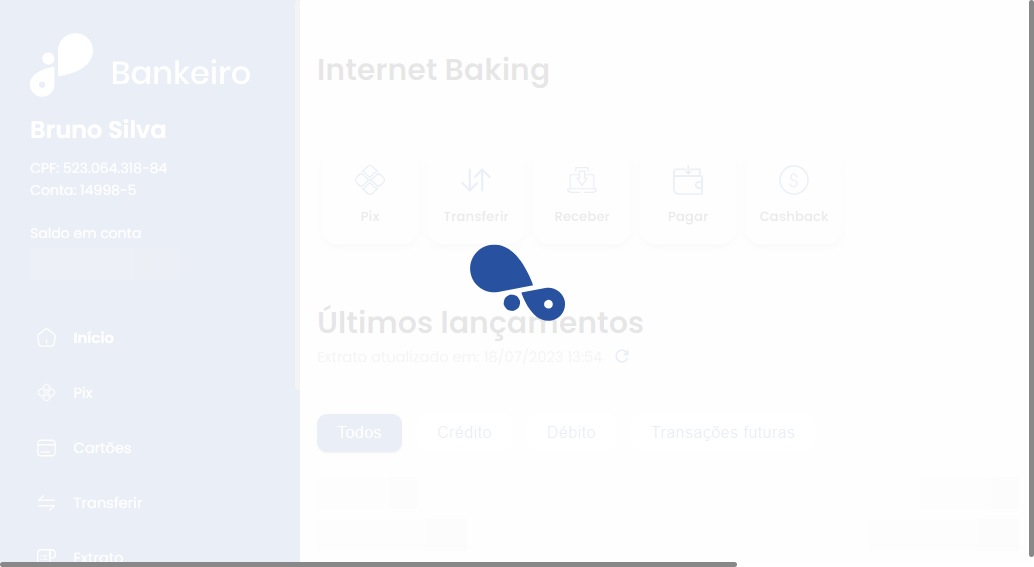 Bankeiro
Bruno Silva
CPF: 523.064.318-84
Conta: 14998-5
Saldo em conta
Início
Pix
Cartões
Transferir
Extrato
Internet Baking
Pix
Transferir
Receber
Pagar
Cashback
Últimos lançamentos
Extrato atualizado em: 18/07/2023 13:54
Todos
Crédito
Débito
Transações futuras